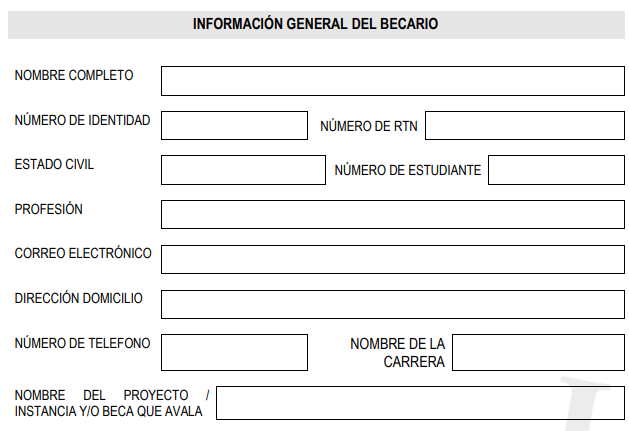 INFORMACIÓN GENERAL DEL BECARIO
NOMBRE COMPLETO
NÚMERO DE IDENTIDAD NÚMERO DE RTN
ESTADO CIVIL NÚMERO DE ESTUDIANTE
PROFESIÓN
CORREO ELECTRÓNICO
DIRECCIÓN DOMICILIO
NÚMERO DE TELEFONO NOMBRE DE LA
CARRERA
NOMBRE DEL PROYECTO /
INSTANCIA Y/O BECA QUE AVALA